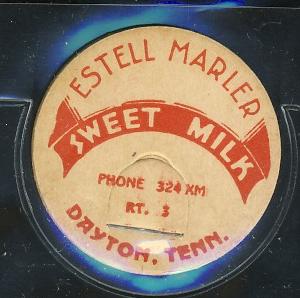 ESTELL MARLER
SWEET MILK
PHONE 324 XM
RT. 3
DAYTON, TENN.